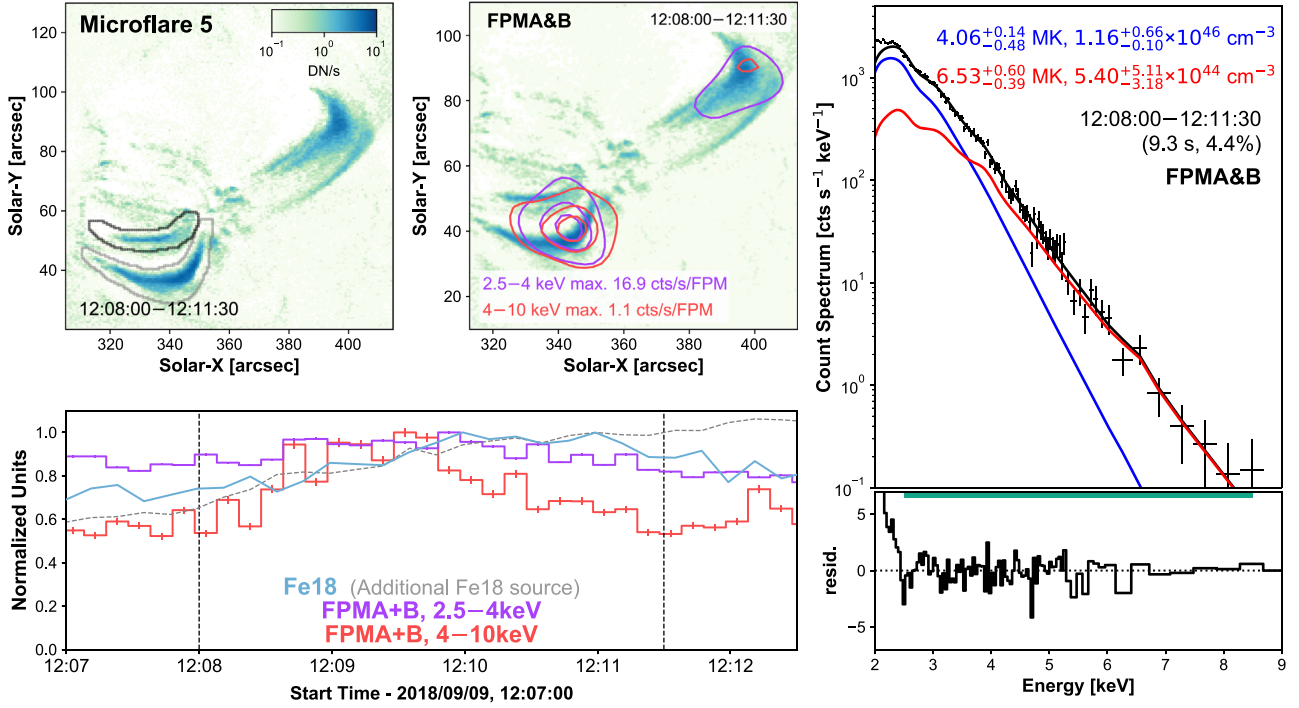 Microflare 5
10⁻¹ 10⁰ 10¹
DN/s
12:08:00−12:11:30
120
100
80
60
40
Solar-Y [arcsec]
320 340 360 380 400
Solar-X [arcsec]
FPMA&B
12:08:00−12:11:30
2.5−4 keV max. 16.9 cts/s/FPM
4−10 keV max. 1.1 cts/s/FPM
100
80
60
40
20
Solar-Y [arcsec]
320 340 360 380 400
Solar-X [arcsec]
4.06+0.14−0.48 MK, 1.16+0.66−0.10×10⁴⁶ cm⁻³
6.53+0.60−0.39 MK, 5.40+5.11−3.18×10⁴⁴ cm⁻³
12:08:00−12:11:30
(9.3 s, 4.4%)
FPMA&B
10³
10²
10¹
10⁰
10⁻¹
Count Spectrum [cts s⁻¹ keV⁻¹]
5
0
−5
resid.
2 3 4 5 6 7 8 9
Energy [keV]
1.0
0.8
0.6
0.4
0.2
0.0
Normalized Units
Fe18 (Additional Fe18 source)
FPMA+B, 2.5−4keV
FPMA+B, 4−10keV
12:07 12:08 12:09 12:10 12:11 12:12
Start Time - 2018/09/09, 12:07:00